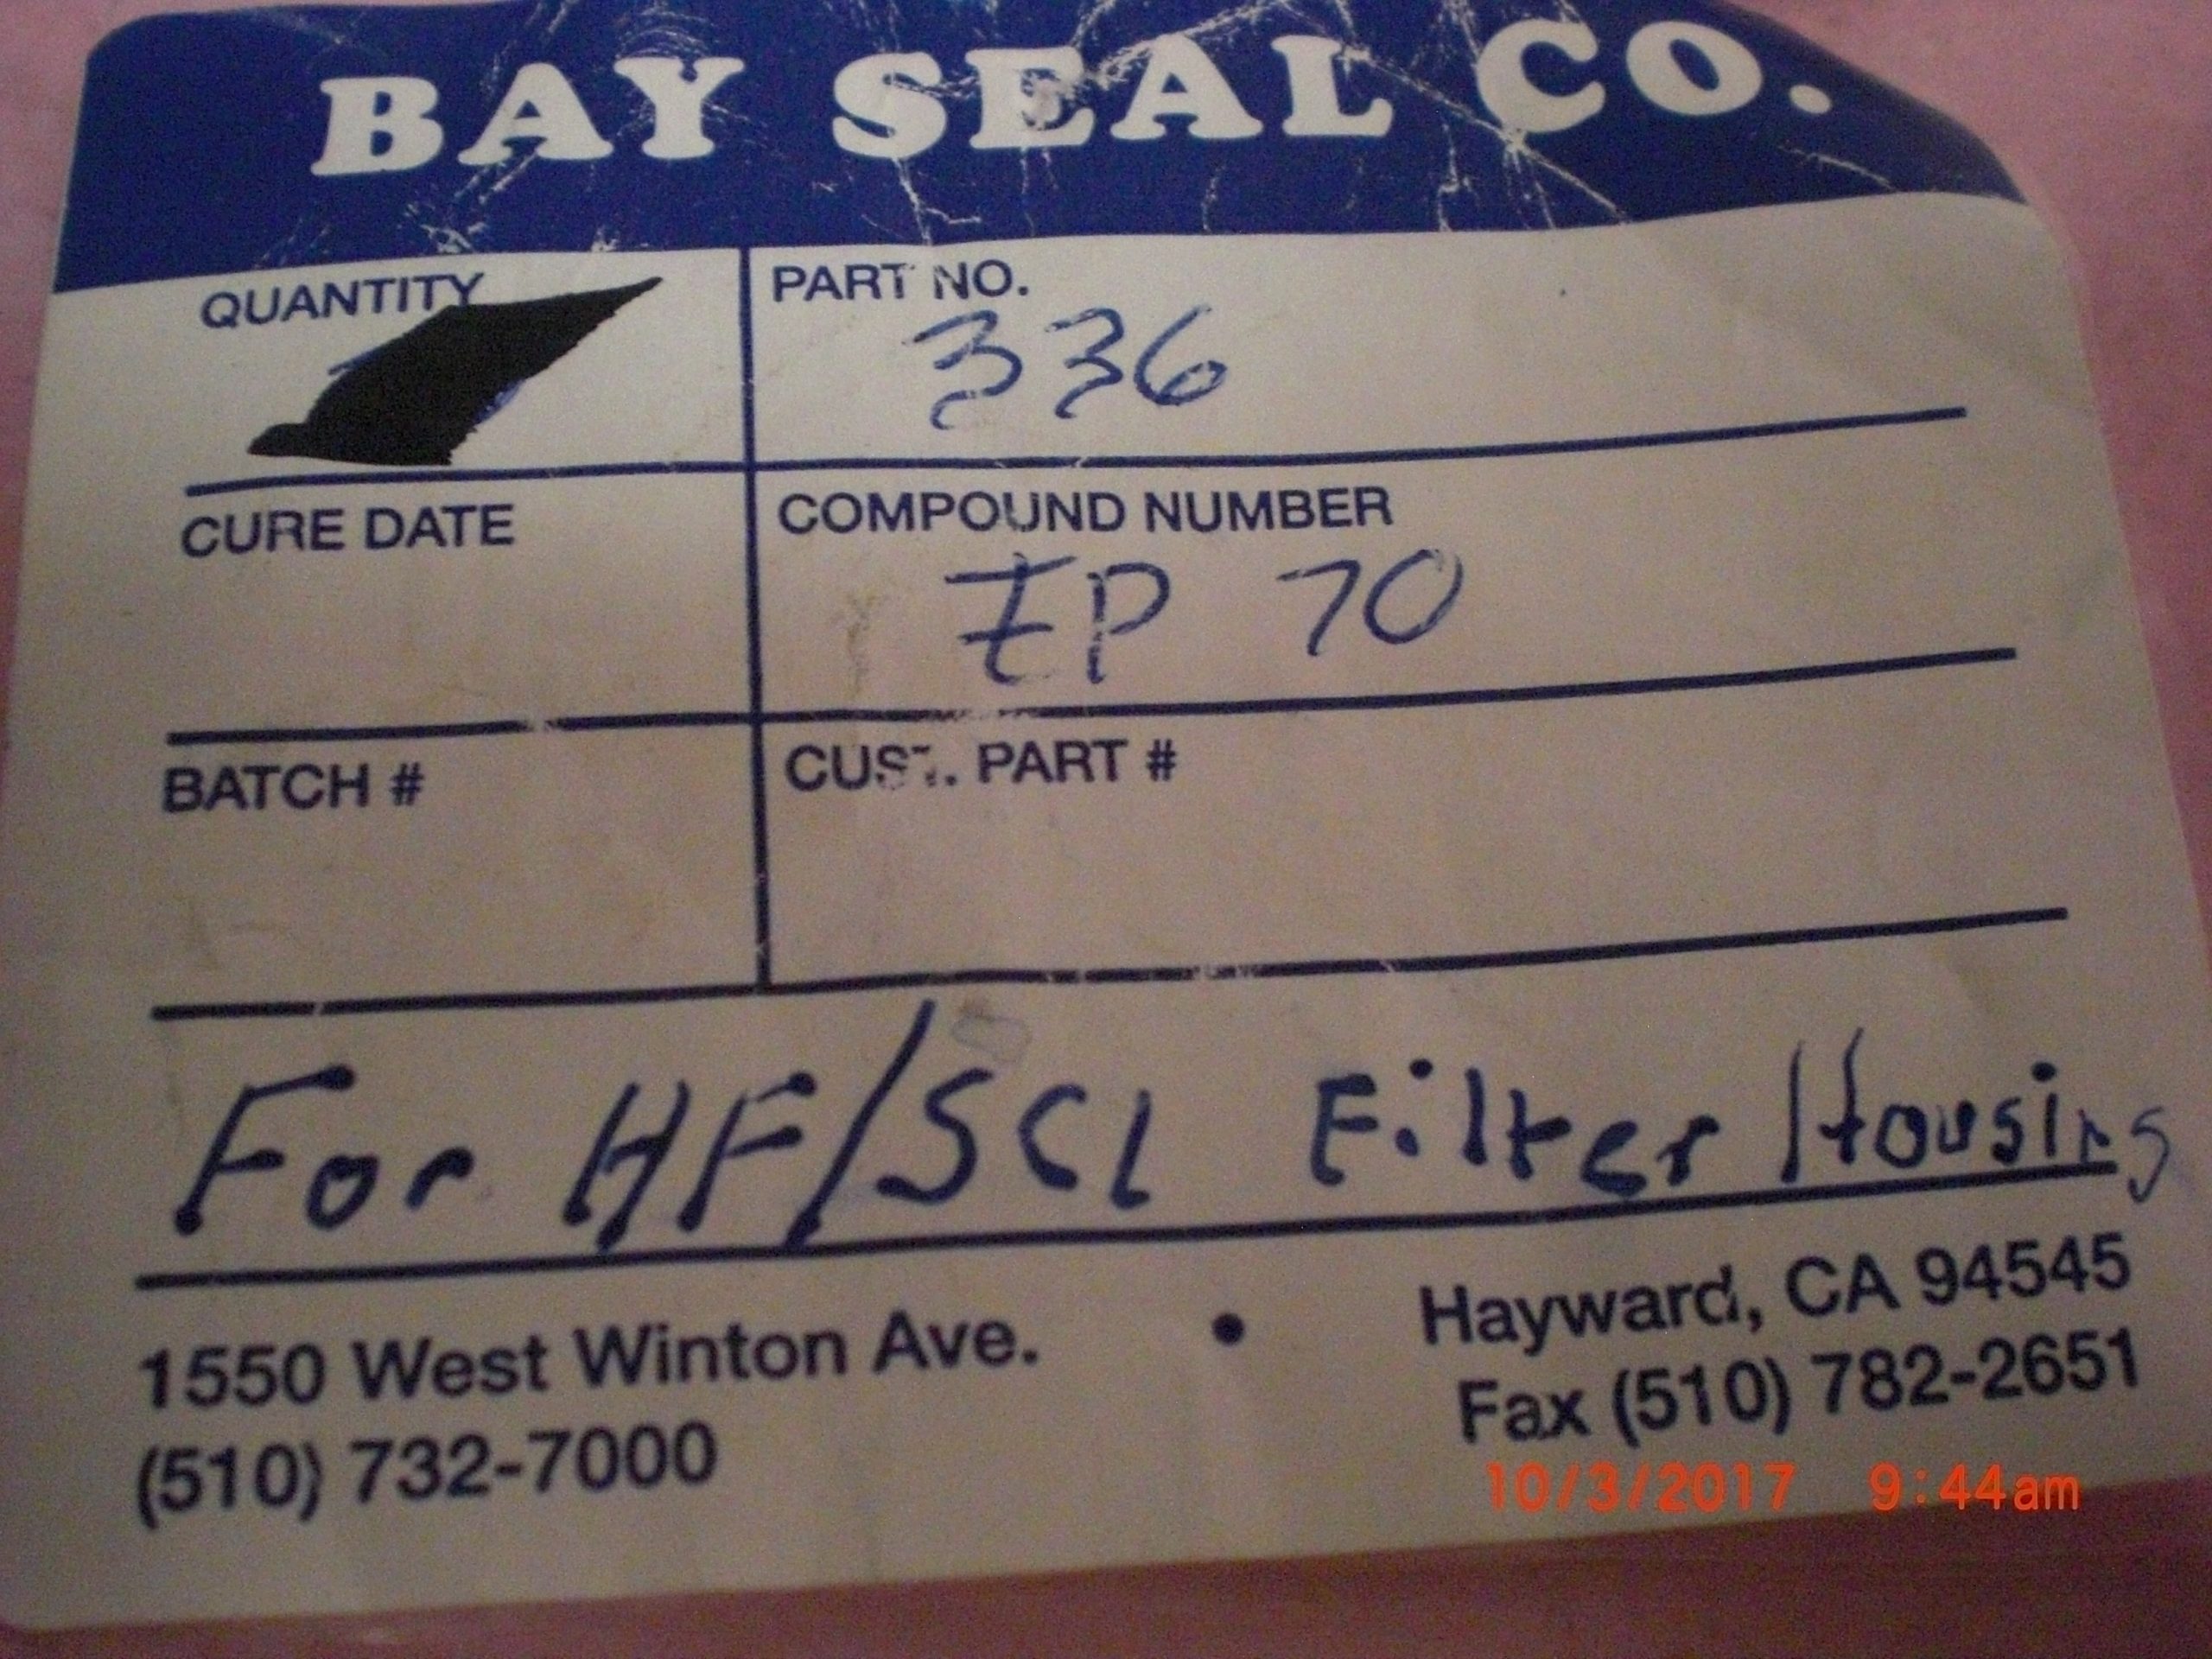 BAY SEAL CO.
QUANTITY
PART NO.
336
CURE DATE
COMPOUND NUMBER
EP 70
BATCH #
CUST. PART #
For HF/SCl Filter Housing
1550 West Winton Ave. • Hayward, CA 94545
(510) 732-7000 Fax (510) 782-2651
10/3/2017 9:44am